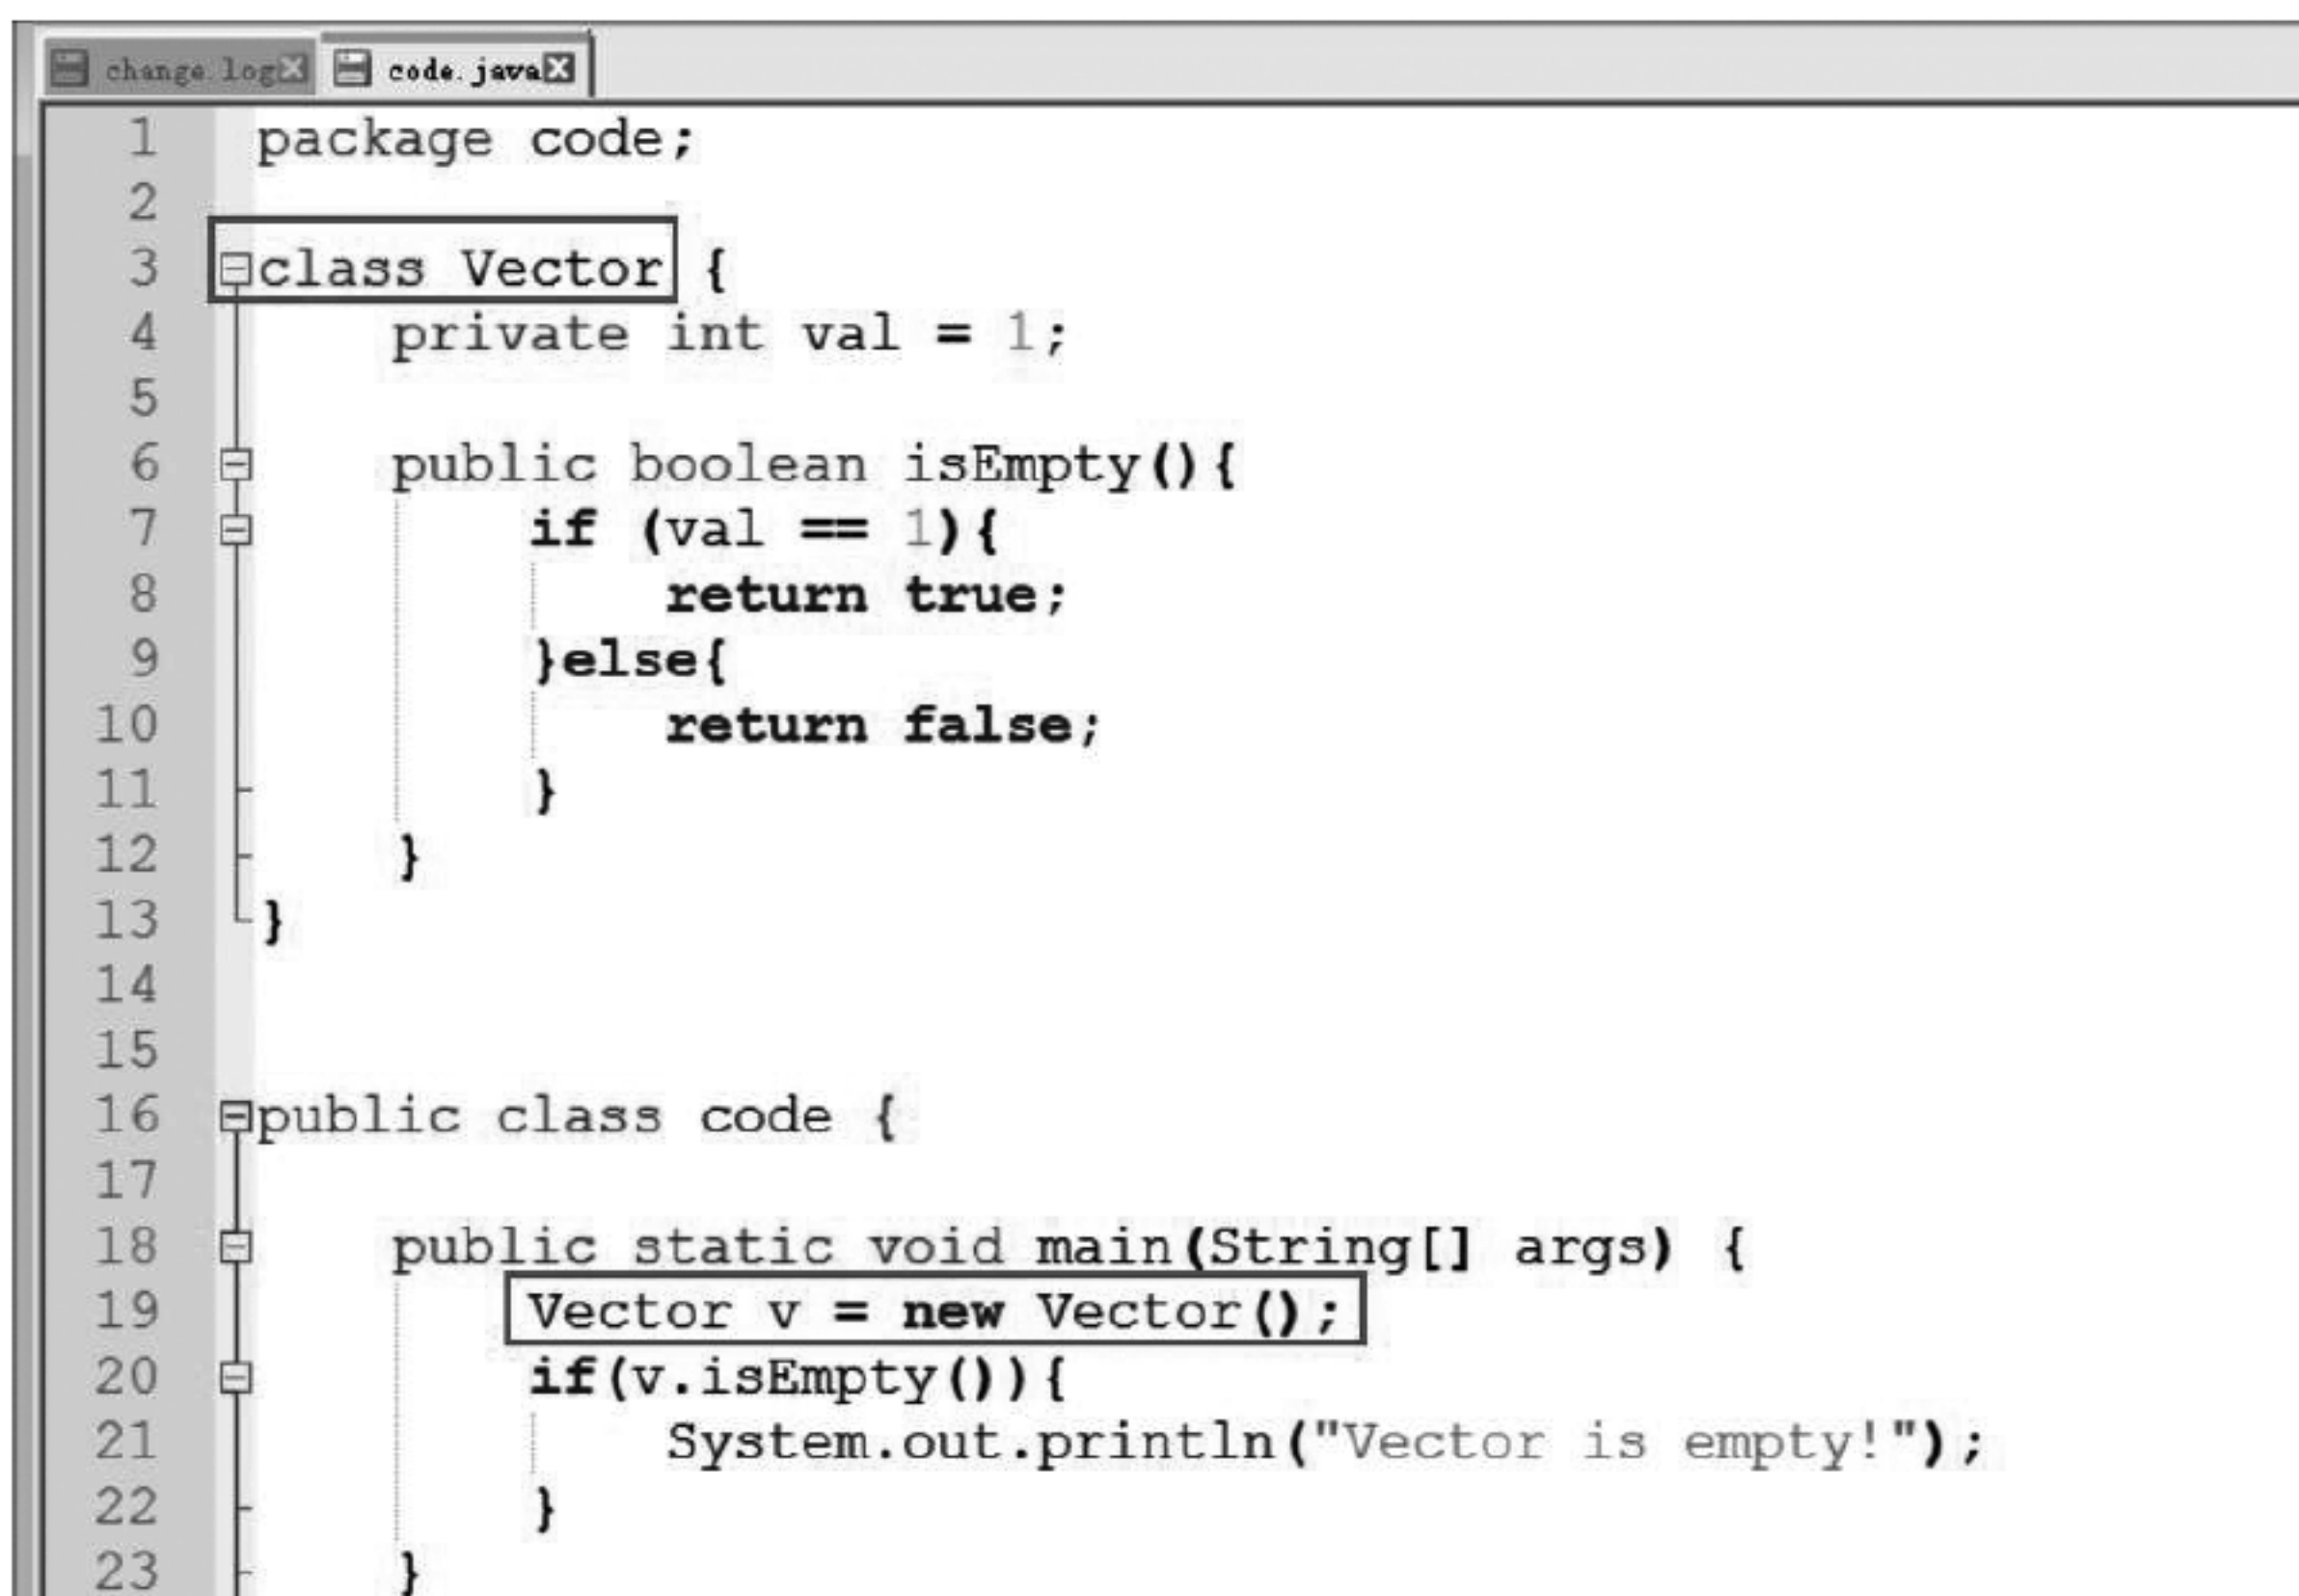 change.log code.java
1 package code;
2
3 class Vector {
4 private int val = 1;
5
6 public boolean isEmpty(){
7 if (val == 1){
8 return true;
9 }else{
10 return false;
11 }
12 }
13 }
14
15
16 public class code {
17
18 public static void main(String[] args) {
19 Vector v = new Vector();
20 if(v.isEmpty()){
21 System.out.println("Vector is empty!");
22 }
23 }